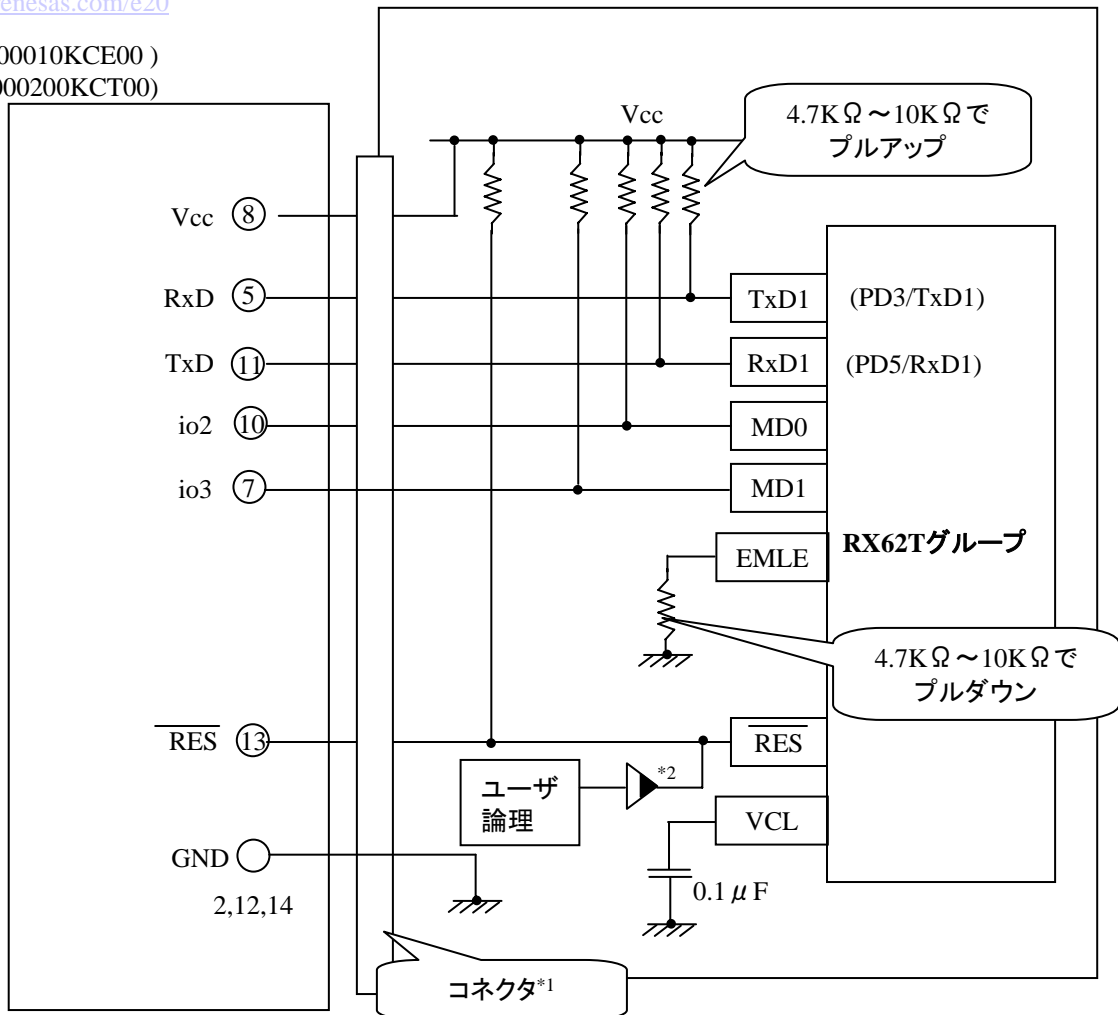 enesas.com/e20
00010KCE00 )
000200KCT00)
Vcc
4.7KΩ～10KΩで
プルアップ
Vcc 8
RxD 5
TxD1
(PD3/TxD1)
TxD 11
RxD1
(PD5/RxD1)
io2 10
MD0
io3 7
MD1
EMLE
RX62Tグループ
4.7KΩ～10KΩで
プルダウン
RES 13
RES
ユーザ
論理
*2
VCL
GND
2,12,14
0.1μF
コネクタ*1